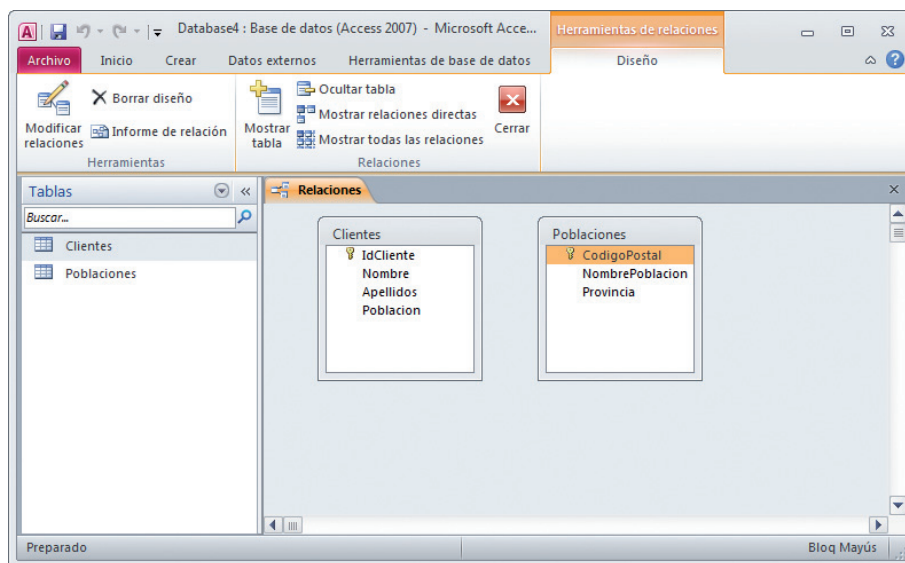 Database4 : Base de datos (Access 2007) - Microsoft Acce...
Herramientas de relaciones
Archivo Inicio Crear Datos externos Herramientas de base de datos Diseño
Modificar relaciones
Borrar diseño
Informe de relación
Herramientas
Mostrar tabla
Ocultar tabla
Mostrar relaciones directas
Mostrar todas las relaciones
Cerrar
Relaciones
Tablas
Buscar...
Clientes
Poblaciones
Relaciones
Clientes
IdCliente
Nombre
Apellidos
Poblacion
Poblaciones
CodigoPostal
NombrePoblacion
Provincia
Preparado
Bloq Mayús